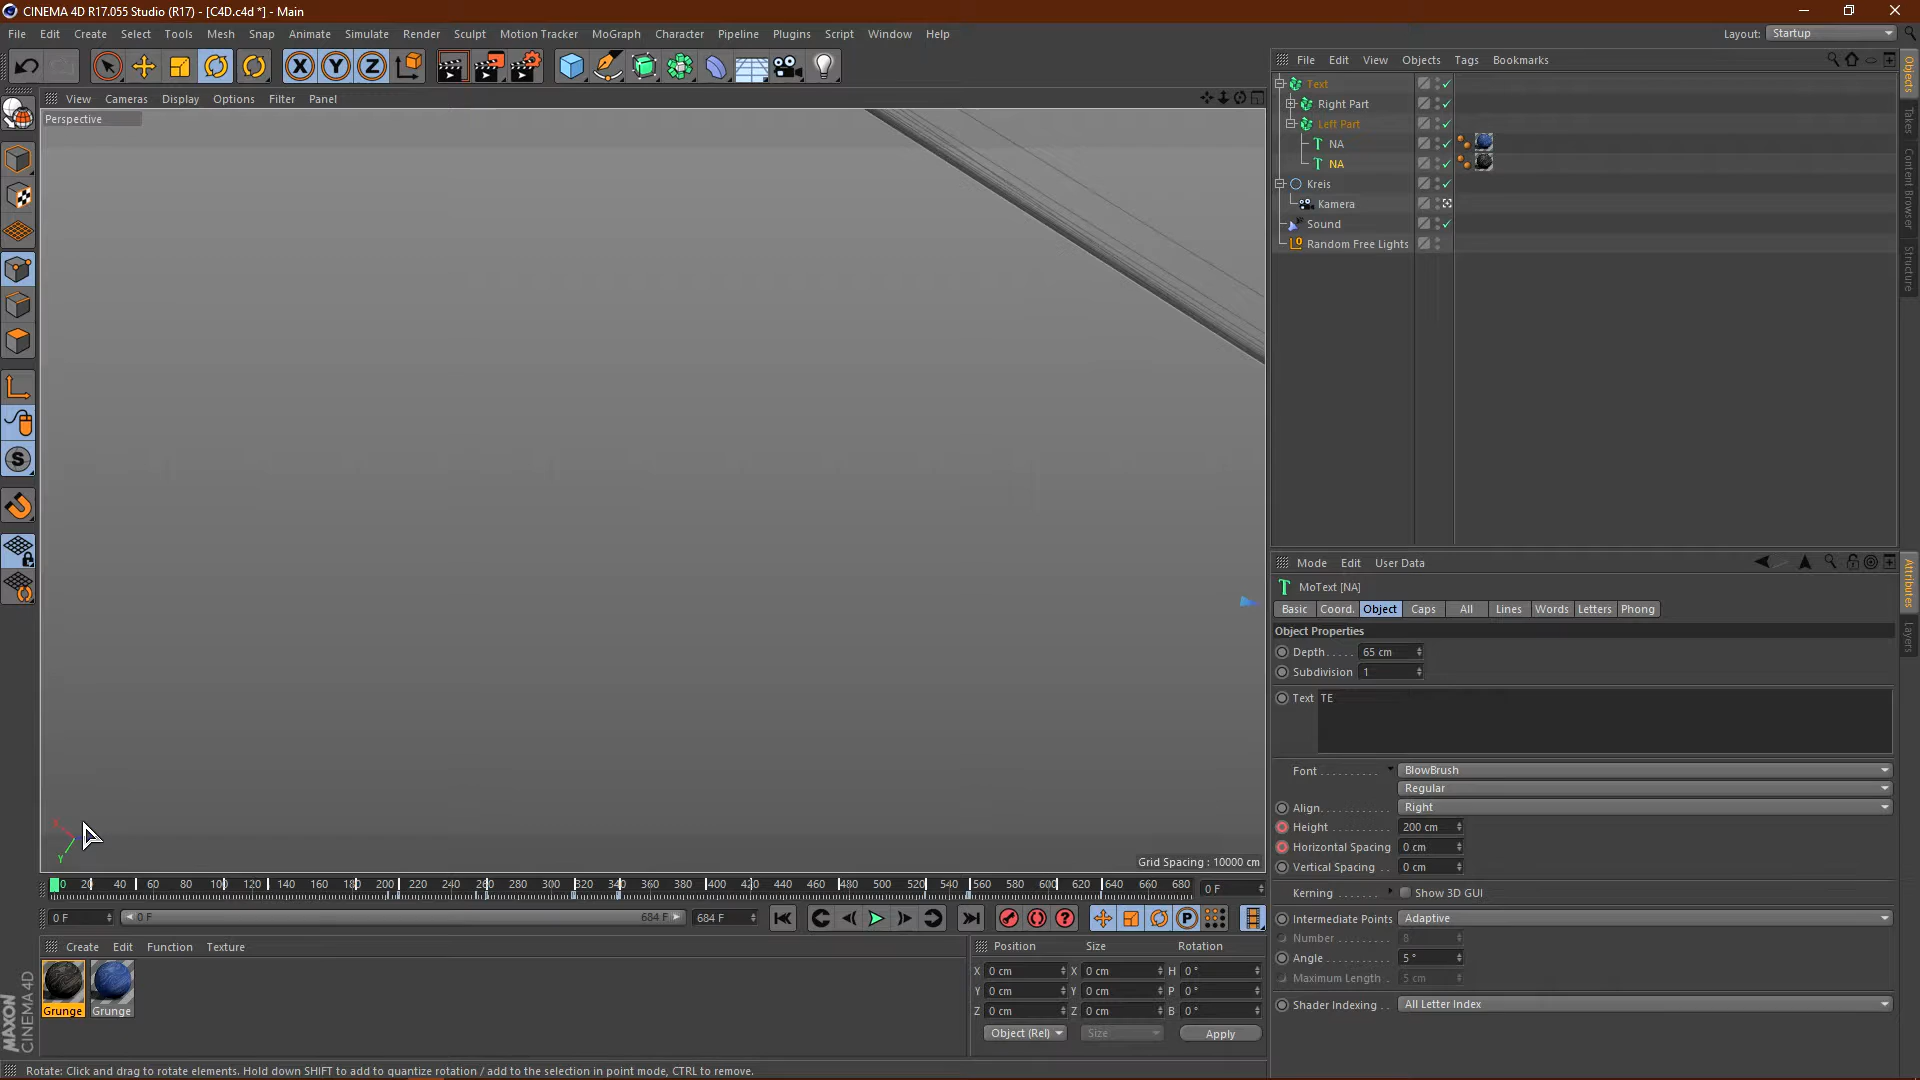 CINEMA 4D R17.055 Studio (R17) - [C4D.c4d *] - Main
File Edit Create Select Tools Mesh Snap Animate Simulate Render Sculpt Motion Tracker MoGraph Character Pipeline Plugins Script Window Help
Layout: Startup
View Cameras Display Options Filter Panel
Perspective
Grid Spacing : 10000 cm
X
Y
File Edit View Objects Tags Bookmarks
Text
Right Part
Left Part
NA
NA
Kreis
Kamera
Sound
Random Free Lights
Objects
Takes
Content Browser
Structure
Mode Edit User Data
MoText [NA]
Basic Coord. Object Caps All Lines Words Letters Phong
Object Properties
Depth..... 65 cm
Subdivision 1
Text TE
Font.......... BlowBrush
Regular
Align.......... Right
Height.......... 200 cm
Horizontal Spacing 0 cm
Vertical Spacing.. 0 cm
Kerning........ Show 3D GUI
Intermediate Points Adaptive
Number.......... 8
Angle.......... 5 °
Maximum Length. 5 cm
Shader Indexing.. All Letter Index
Attributes
Layers
0 20 40 60 80 100 120 140 160 180 200 220 240 260 280 300 320 340 360 380 400 420 440 460 480 500 520 540 560 580 600 620 640 660 680 0 F
0 F 0 F 684 F 684 F
Create Edit Function Texture
Grunge Grunge
Position Size Rotation
X 0 cm X 0 cm H 0 °
Y 0 cm Y 0 cm P 0 °
Z 0 cm Z 0 cm B 0 °
Object (Rel) Size Apply
MAXON
CINEMA 4D
Rotate: Click and drag to rotate elements. Hold down SHIFT to add to quantize rotation / add to the selection in point mode, CTRL to remove.